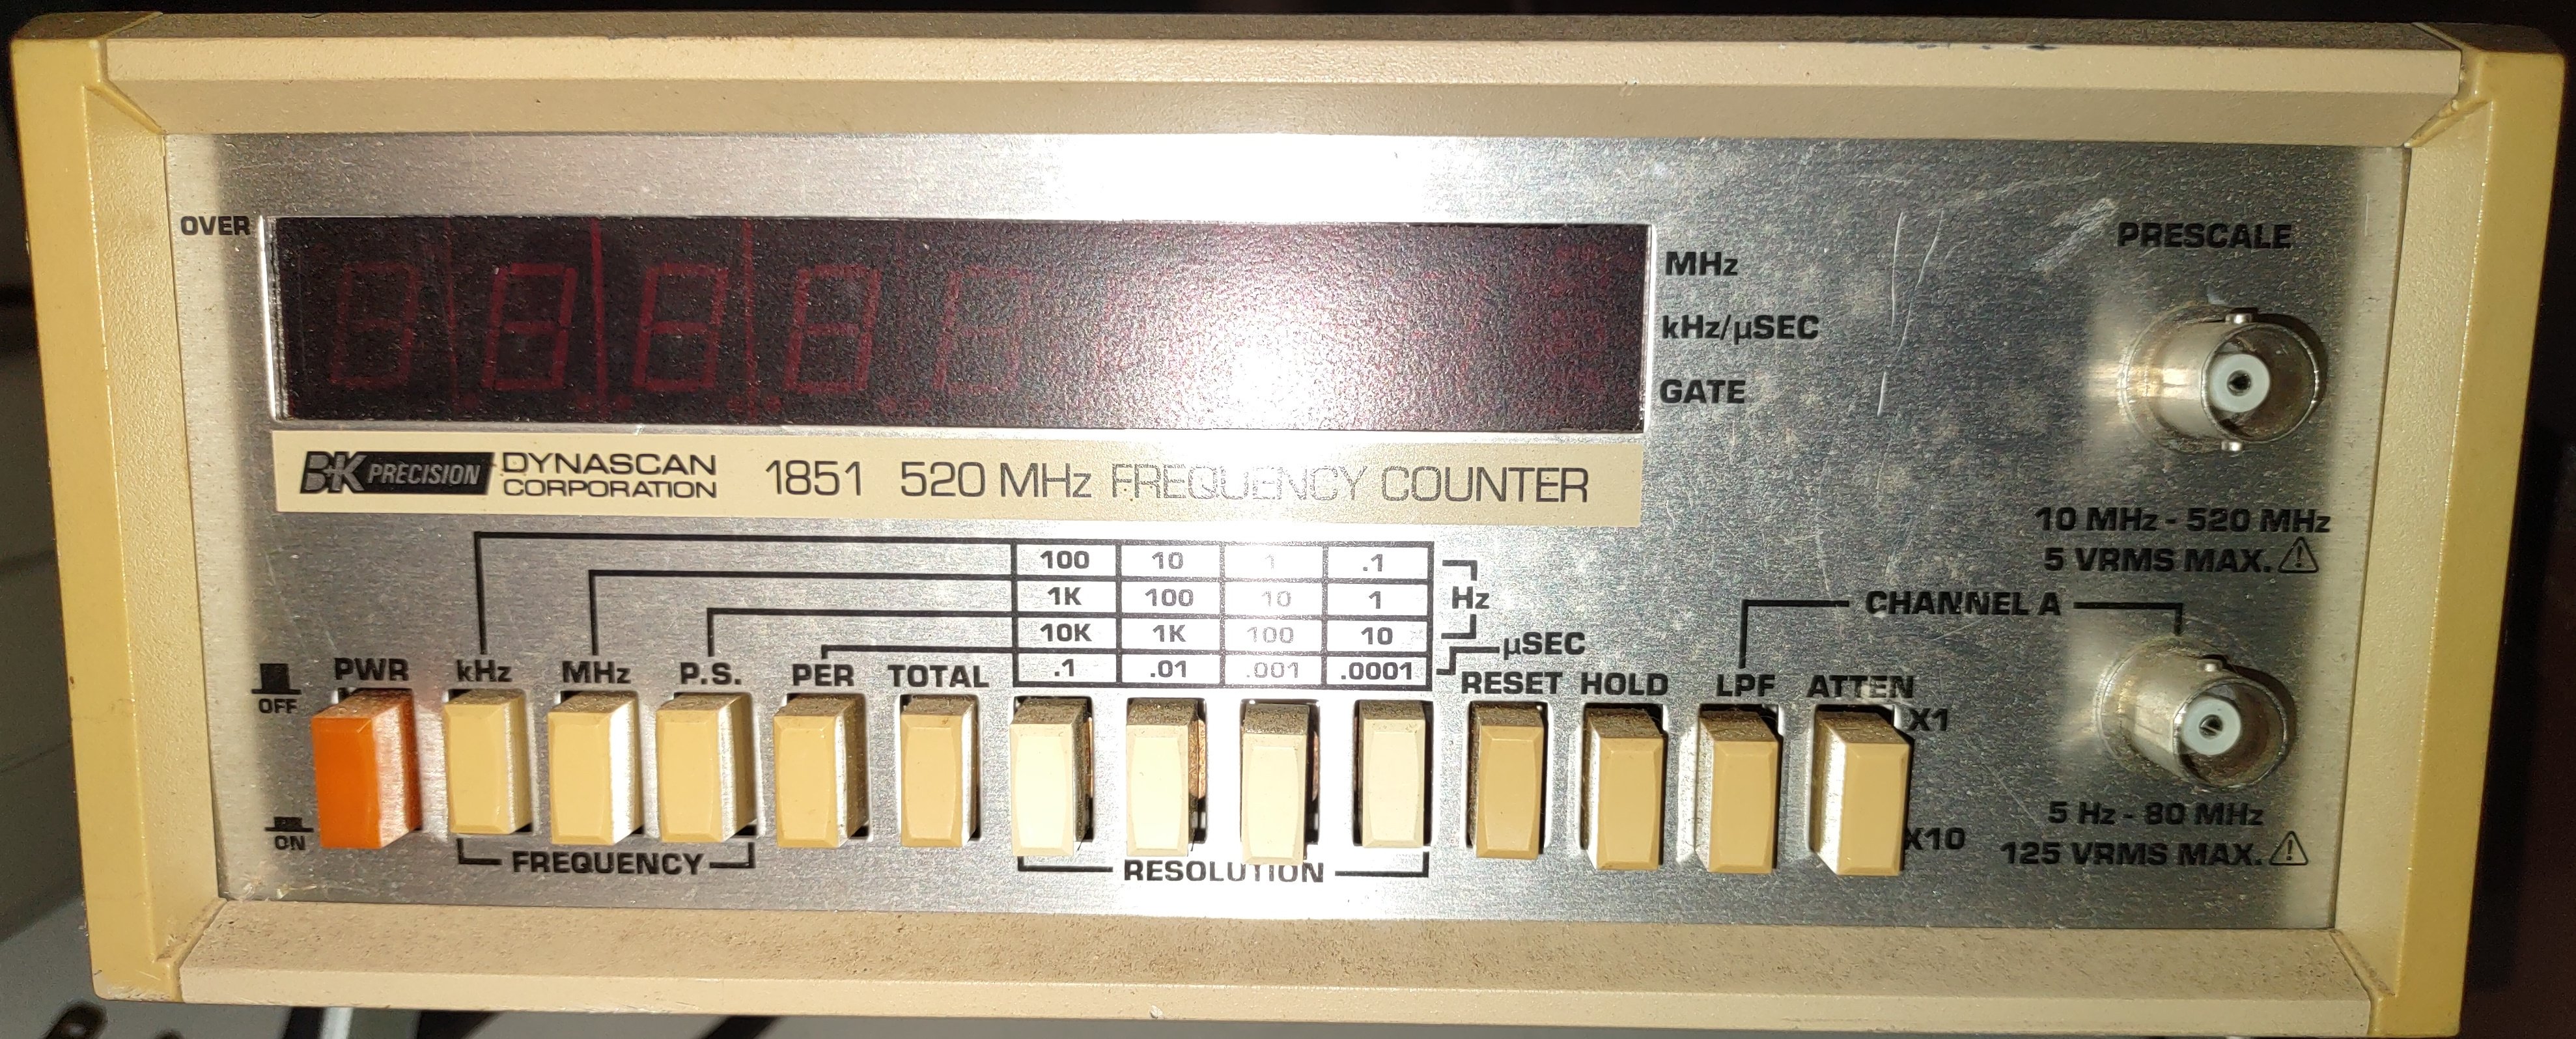 OVER
MHz
kHz/µSEC
GATE
PRESCALE
B+K PRECISION DYNASCAN CORPORATION 1851 520 MHz FREQUENCY COUNTER
10 MHz - 520 MHz
5 VRMS MAX.
100 10 1 .1
1K 100 10 1
Hz
10K 1K 100 10
.1 .01 .001 .0001
µSEC
CHANNEL A
OFF
ON
PWR kHz MHz P.S. PER TOTAL RESET HOLD LPF ATTEN
X1
X10
FREQUENCY
RESOLUTION
5 Hz - 80 MHz
125 VRMS MAX.